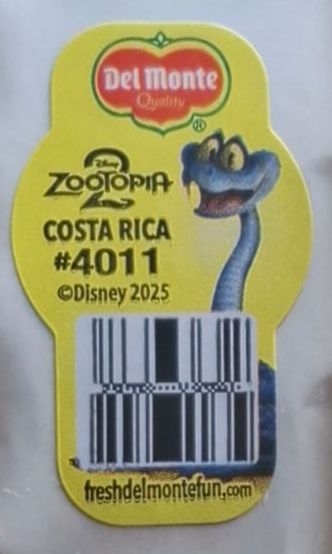 Del Monte
Quality
®
Disney
ZOOTOPIA
2
COSTA RICA
#4011
©Disney 2025
freshdelmontefun.com